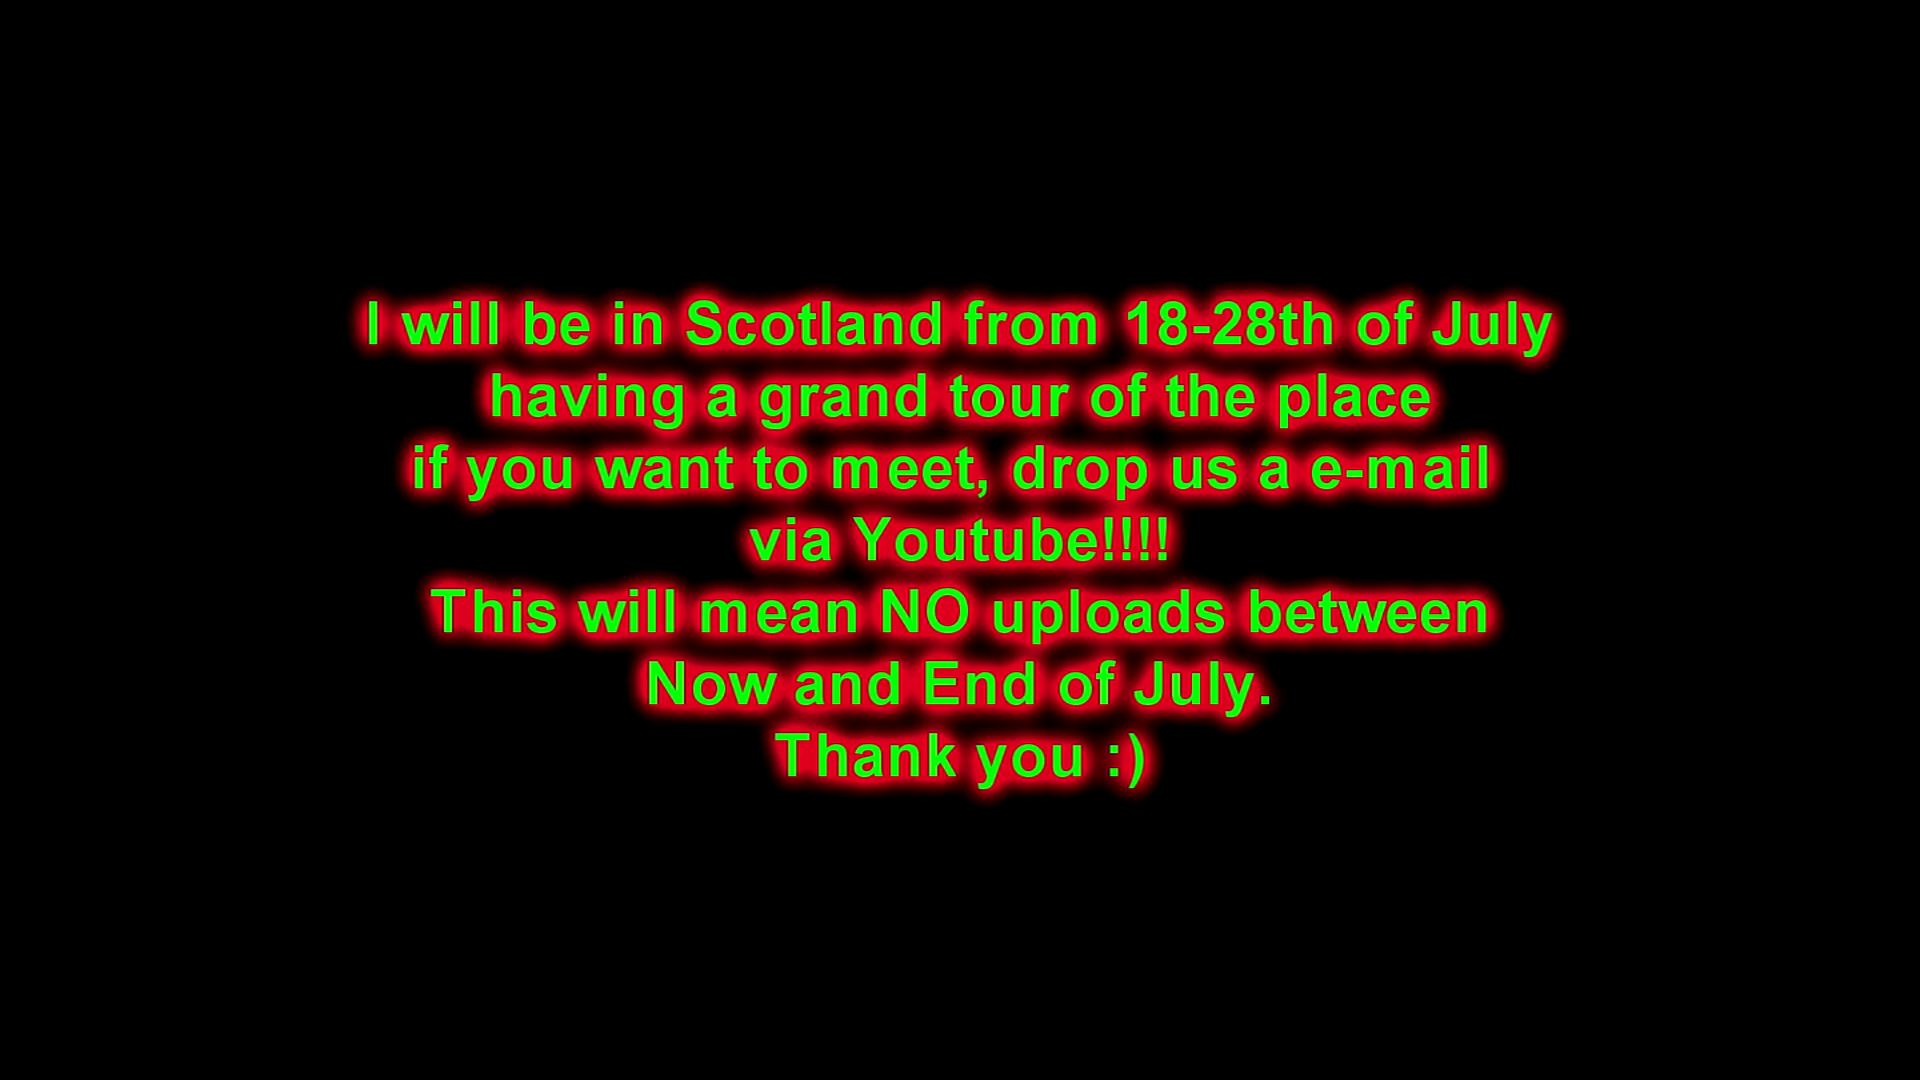 I will be in Scotland from 18-28th of July
having a grand tour of the place
if you want to meet, drop us a e-mail
via Youtube!!!!
This will mean NO uploads between
Now and End of July.
Thank you :)